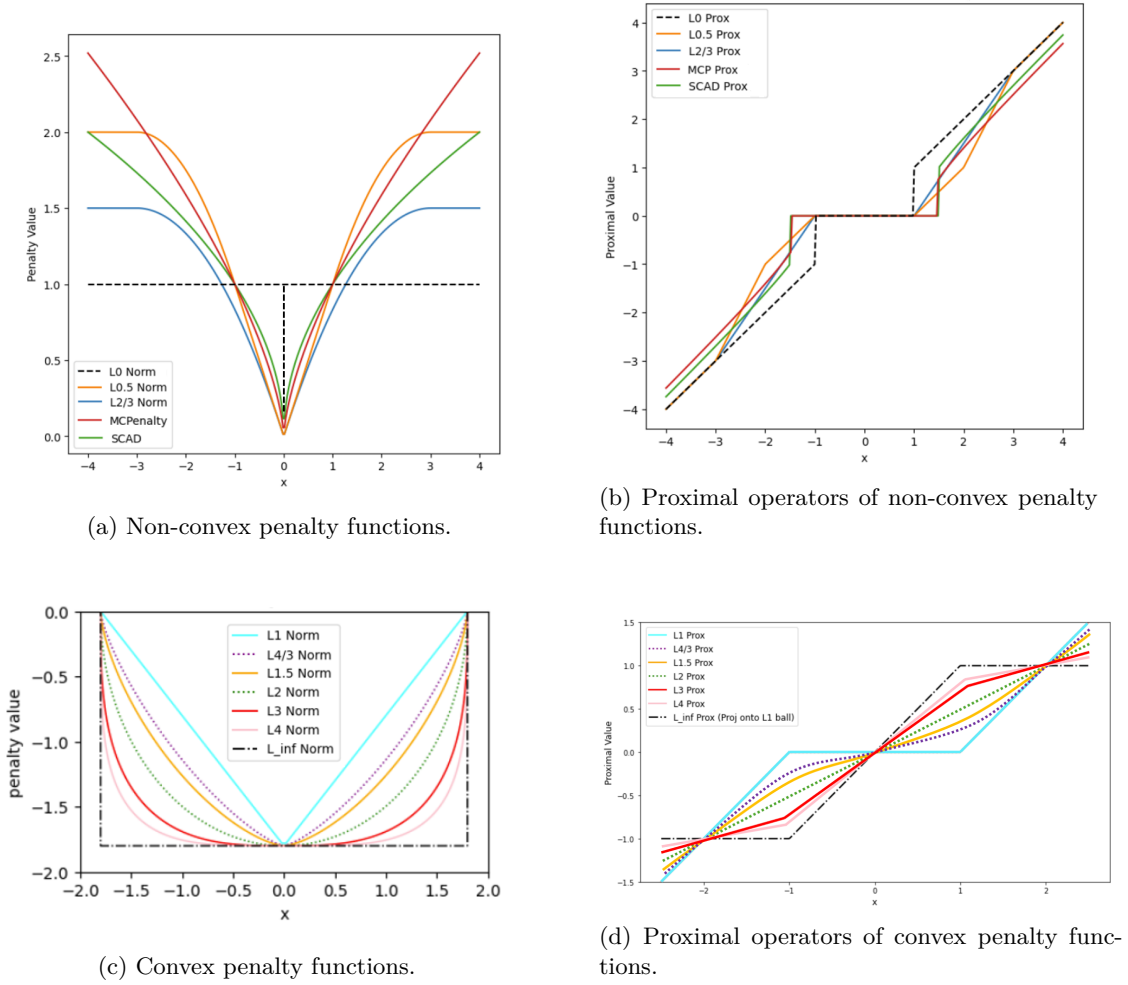 2.5
2.0
1.5
1.0
0.5
0.0
Penalty Value
L0 Norm
L0.5 Norm
L2/3 Norm
MCPenalty
SCAD
−4 −3 −2 −1 0 1 2 3 4
x
(a) Non-convex penalty functions.
4
3
2
1
0
−1
−2
−3
−4
Proximal Value
L0 Prox
L0.5 Prox
L2/3 Prox
MCP Prox
SCAD Prox
−4 −3 −2 −1 0 1 2 3 4
x
(b) Proximal operators of non-convex penalty
functions.
0.0
−0.5
−1.0
−1.5
−2.0
penalty value
L1 Norm
L4/3 Norm
L1.5 Norm
L2 Norm
L3 Norm
L4 Norm
L_inf Norm
−2.0 −1.5 −1.0 −0.5 0.0 0.5 1.0 1.5 2.0
x
(c) Convex penalty functions.
1.5
1.0
0.5
0.0
−0.5
−1.0
−1.5
Proximal Value
L1 Prox
L4/3 Prox
L1.5 Prox
L2 Prox
L3 Prox
L4 Prox
L_inf Prox (Proj onto L1 ball)
−2 −1 0 1 2
x
(d) Proximal operators of convex penalty func-
tions.